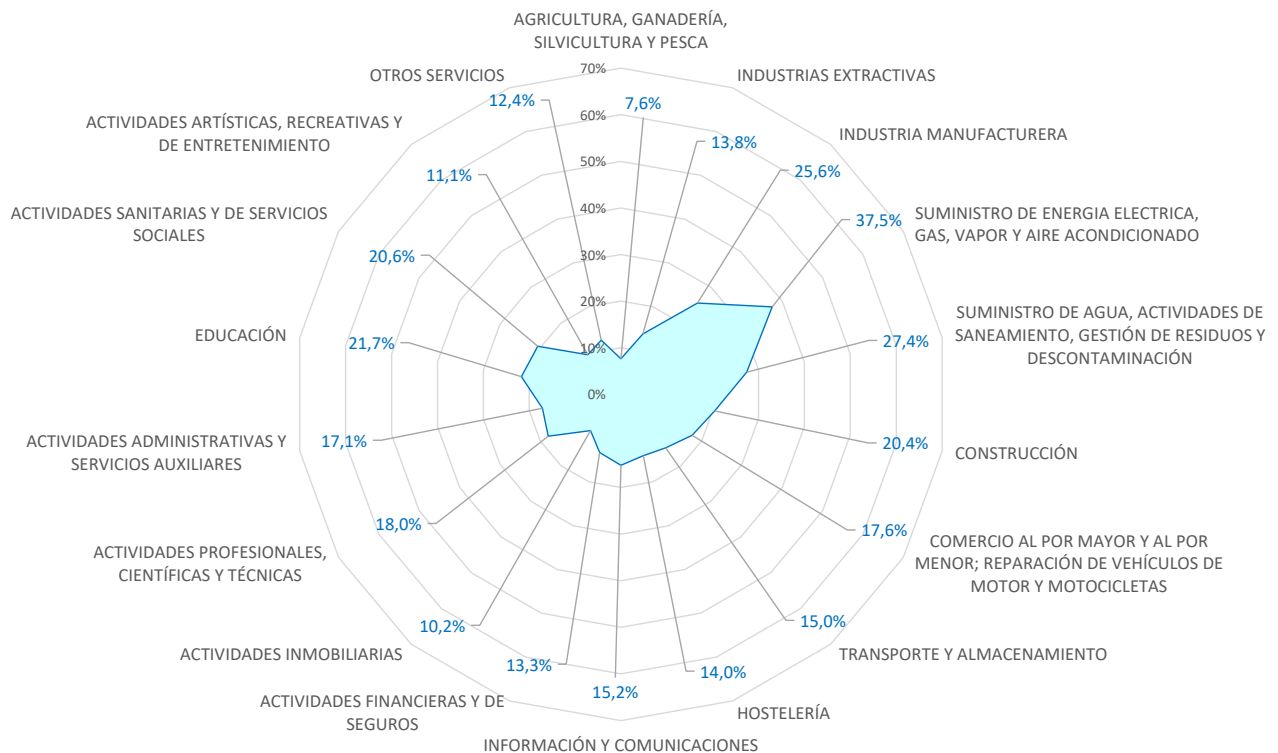 AGRICULTURA, GANADERÍA,
SILVICULTURA Y PESCA
70%
60%
50%
40%
30%
20%
10%
0%
7,6%
INDUSTRIAS EXTRACTIVAS
13,8%
INDUSTRIA MANUFACTURERA
25,6%
SUMINISTRO DE ENERGIA ELECTRICA,
GAS, VAPOR Y AIRE ACONDICIONADO
37,5%
SUMINISTRO DE AGUA, ACTIVIDADES DE
SANEAMIENTO, GESTIÓN DE RESIDUOS Y
DESCONTAMINACIÓN
27,4%
CONSTRUCCIÓN
20,4%
COMERCIO AL POR MAYOR Y AL POR
MENOR; REPARACIÓN DE VEHÍCULOS DE
MOTOR Y MOTOCICLETAS
17,6%
TRANSPORTE Y ALMACENAMIENTO
15,0%
HOSTELERÍA
14,0%
INFORMACIÓN Y COMUNICACIONES
15,2%
ACTIVIDADES FINANCIERAS Y DE
SEGUROS
13,3%
ACTIVIDADES INMOBILIARIAS
10,2%
ACTIVIDADES PROFESIONALES,
CIENTÍFICAS Y TÉCNICAS
18,0%
ACTIVIDADES ADMINISTRATIVAS Y
SERVICIOS AUXILIARES
17,1%
EDUCACIÓN
21,7%
ACTIVIDADES SANITARIAS Y DE SERVICIOS
SOCIALES
20,6%
ACTIVIDADES ARTÍSTICAS, RECREATIVAS Y
DE ENTRETENIMIENTO
11,1%
OTROS SERVICIOS
12,4%